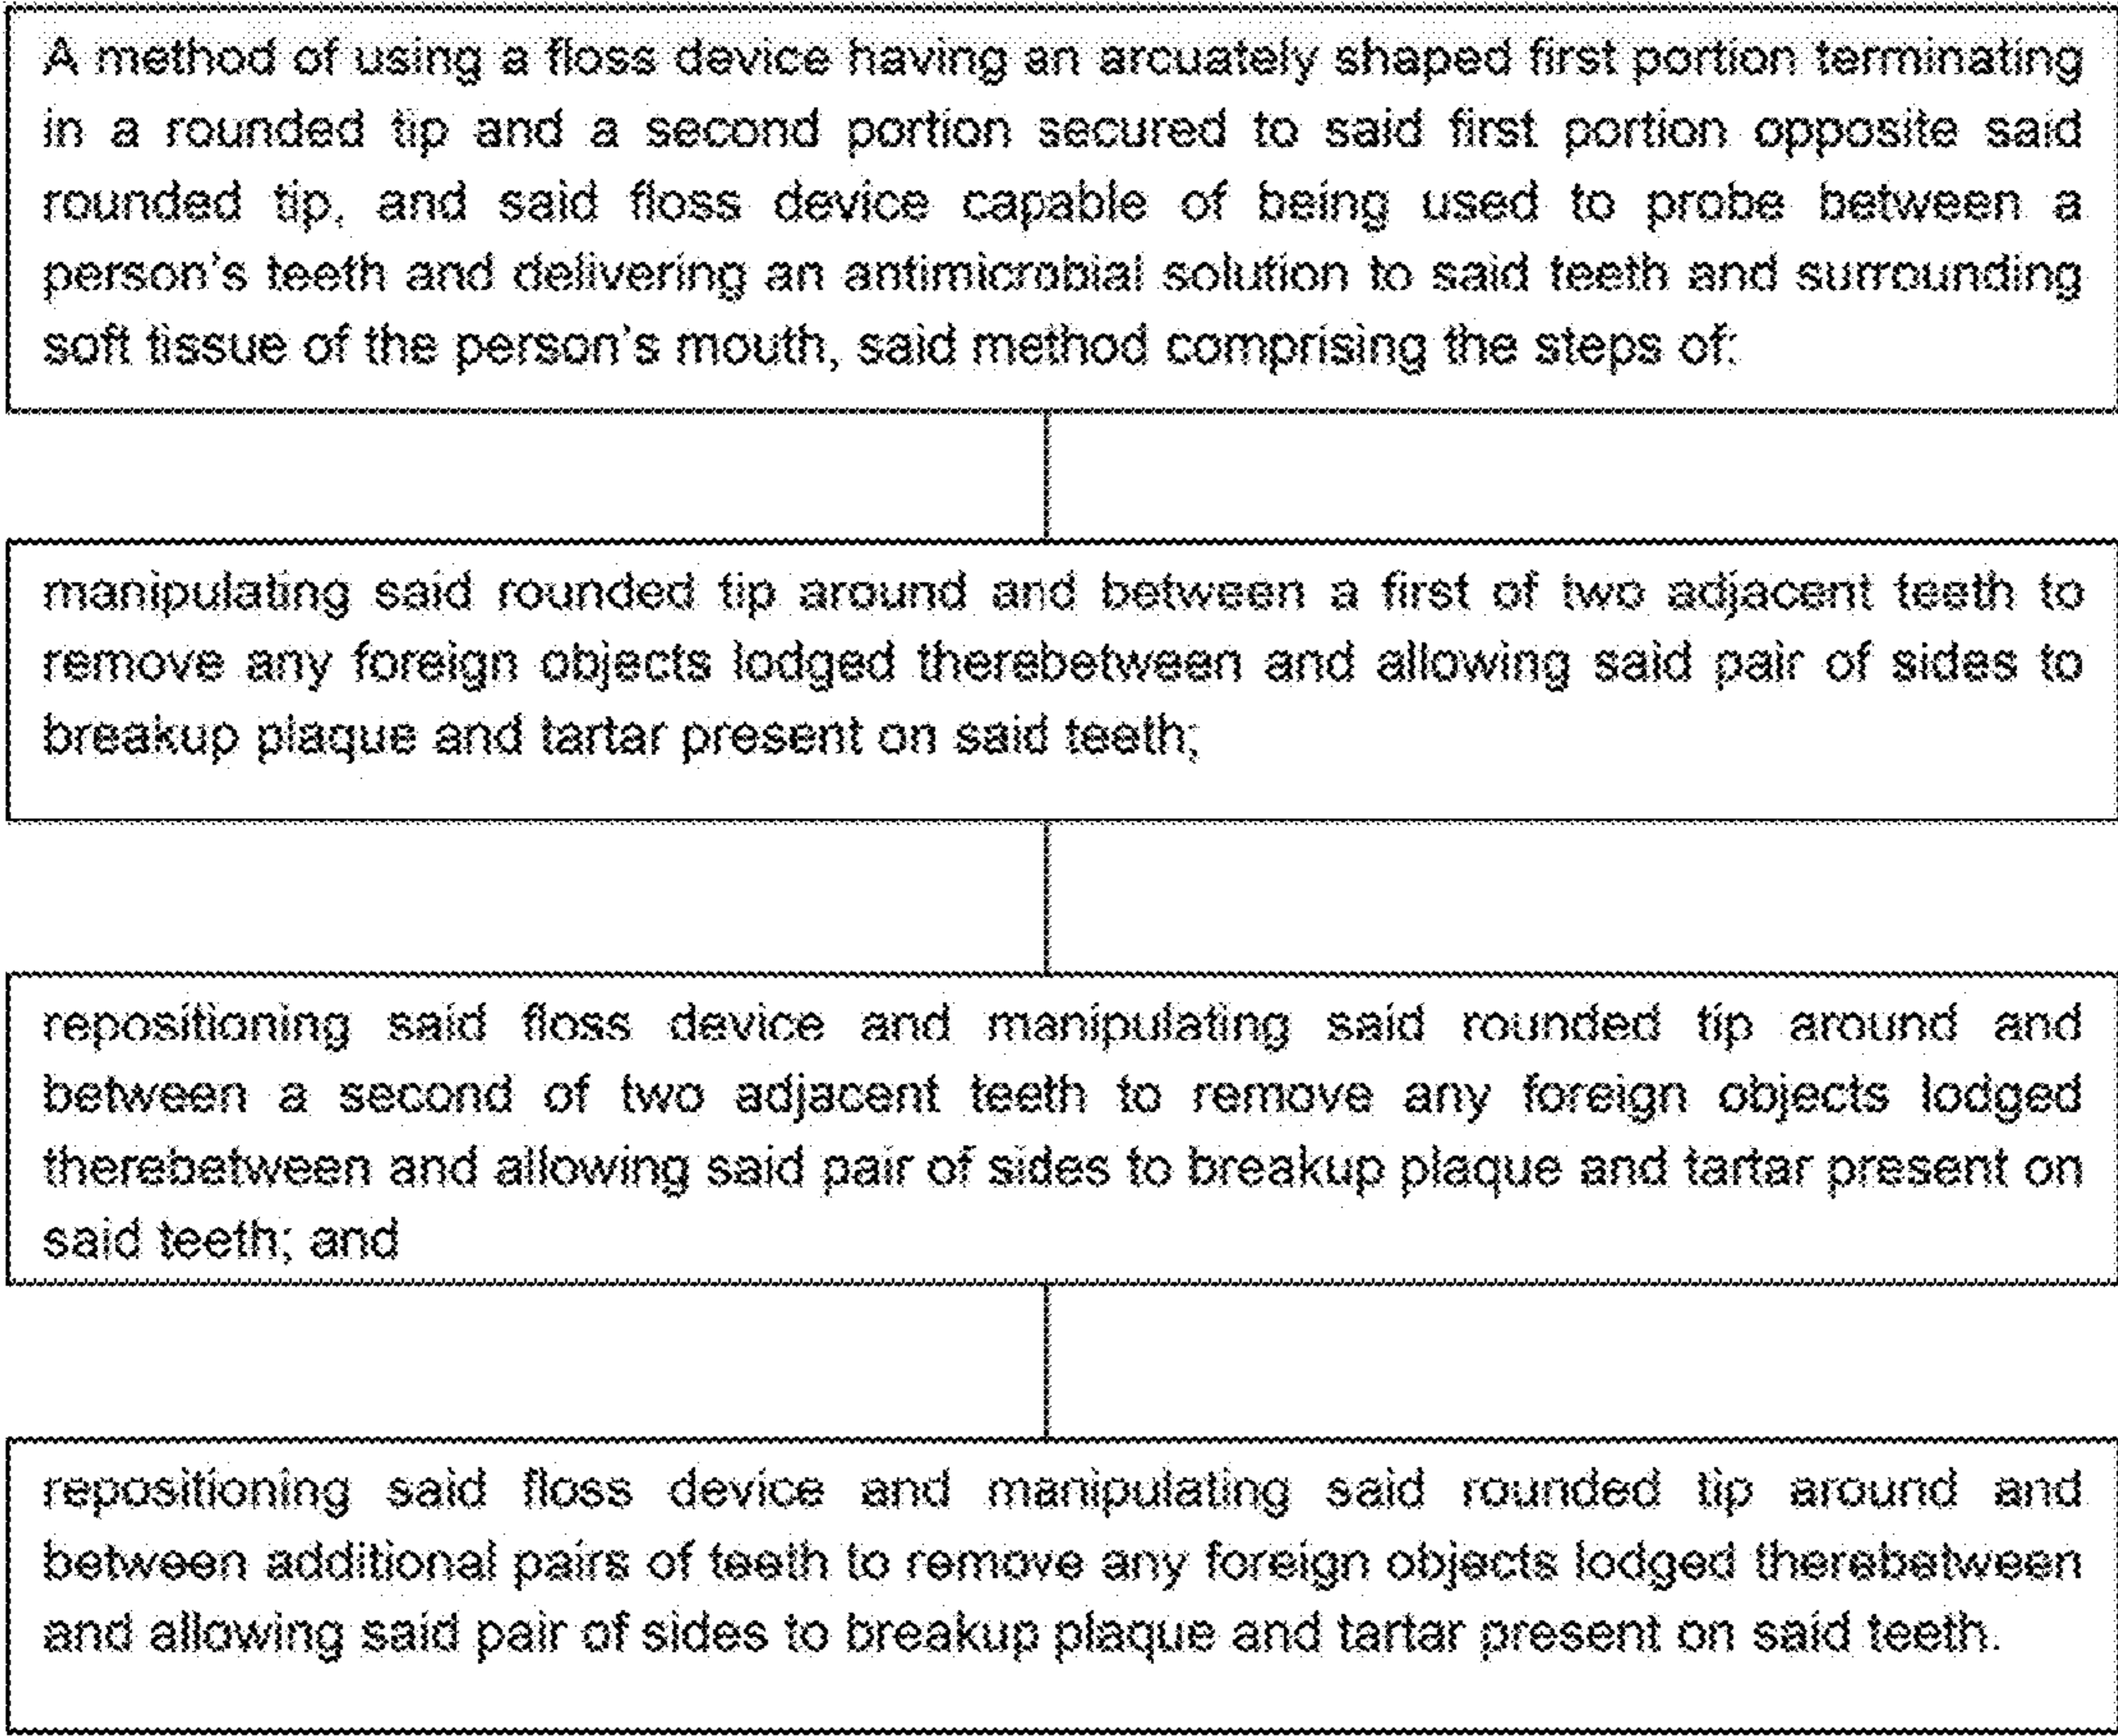 A method of using a floss device having an arcuately shaped first portion terminating
in a rounded tip and a second portion secured to said first portion opposite said
rounded tip, and said floss device capable of being used to probe between a
person's teeth and delivering an antimicrobial solution to said teeth and surrounding
soft tissue of the person's mouth, said method comprising the steps of:
manipulating said rounded tip around and between a first of two adjacent teeth to
remove any foreign objects lodged therebetween and allowing said pair of sides to
breakup plaque and tartar present on said teeth;
repositioning said floss device and manipulating said rounded tip around and
between a second of two adjacent teeth to remove any foreign objects lodged
therebetween and allowing said pair of sides to breakup plaque and tartar present on
said teeth; and
repositioning said floss device and manipulating said rounded tip around and
between additional pairs of teeth to remove any foreign objects lodged therebetween
and allowing said pair of sides to breakup plaque and tartar present on said teeth.